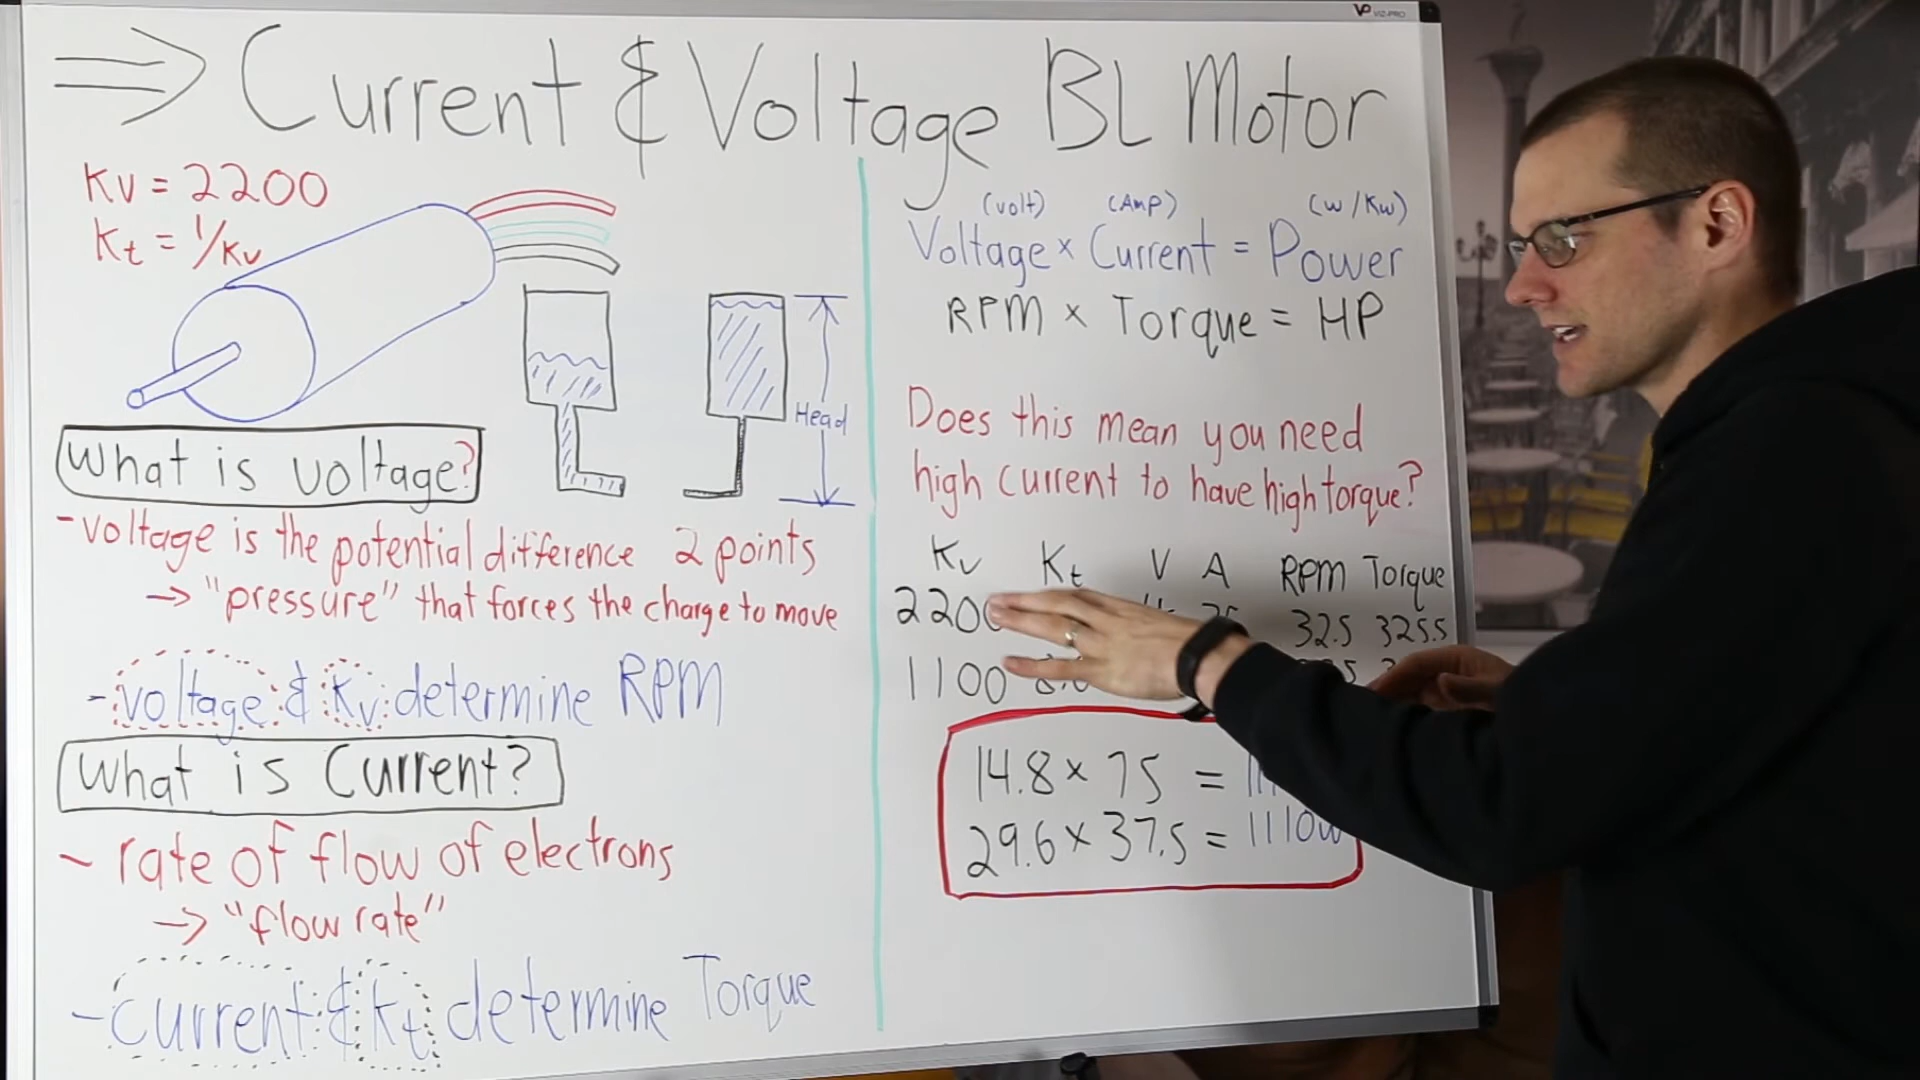 VP VIZ-PRO
⇒ Current & Voltage BL Motor
Kv = 2200
Kt = 1/Kv
Head
What is voltage?
- voltage is the potential difference 2 points
→ "pressure" that forces the charge to move
- voltage & Kv determine RPM
What is Current?
- rate of flow of electrons
→ "flow rate"
- current & Kt determine Torque
(volt) (Amp) (w/Kw)
Voltage × Current = Power
RPM × Torque = HP
Does this mean you need
high current to have high torque?
Kv Kt V A RPM Torque
2200 32.5 325.5
1100
14.8 × 75 =
29.6 × 37.5 = 1110w